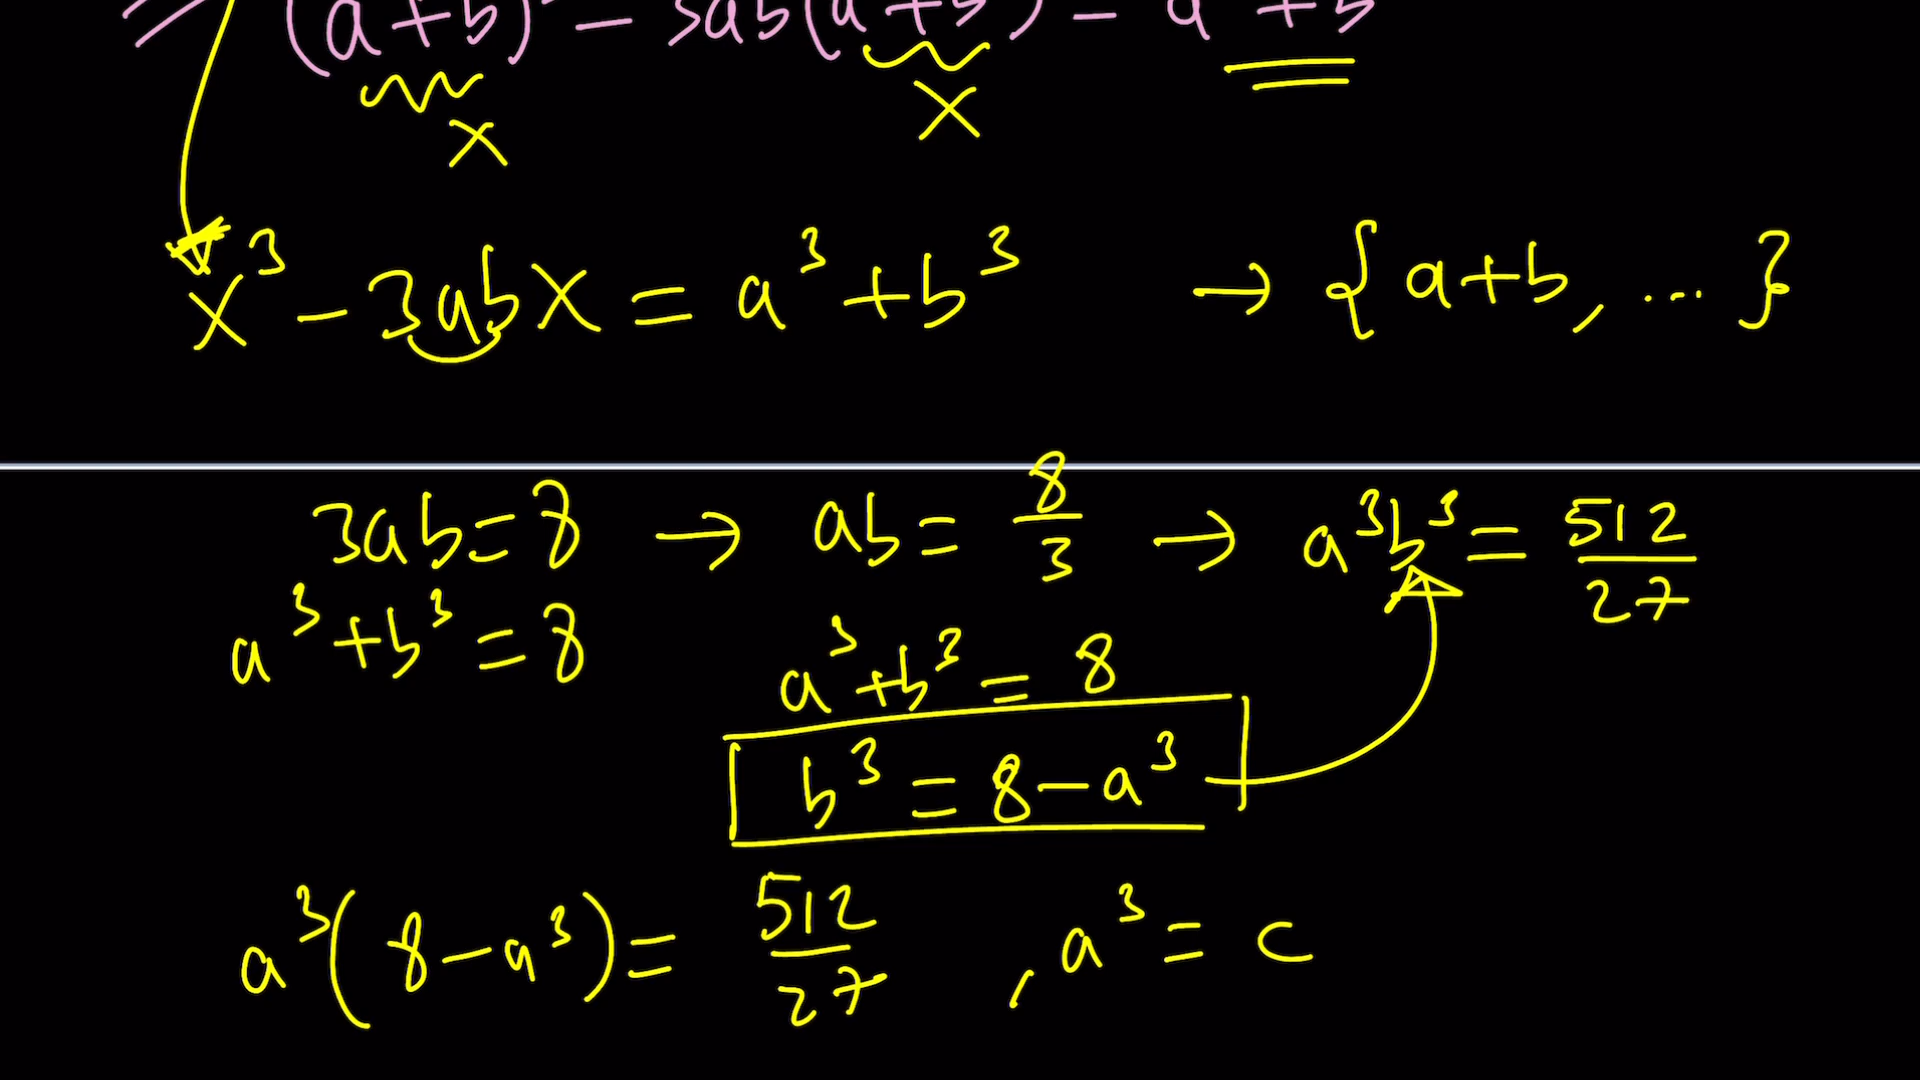 ⇒ (a+b) − 3ab(a+b) = a + b
x x
x³ − 3abx = a³ + b³ → {a+b, ...}
3ab = 8 → ab = 8/3 → a³b³ = 512/27
a³ + b³ = 8
a³ + b³ = 8
b³ = 8 − a³
a³(8 − a³) = 512/27 , a³ = c